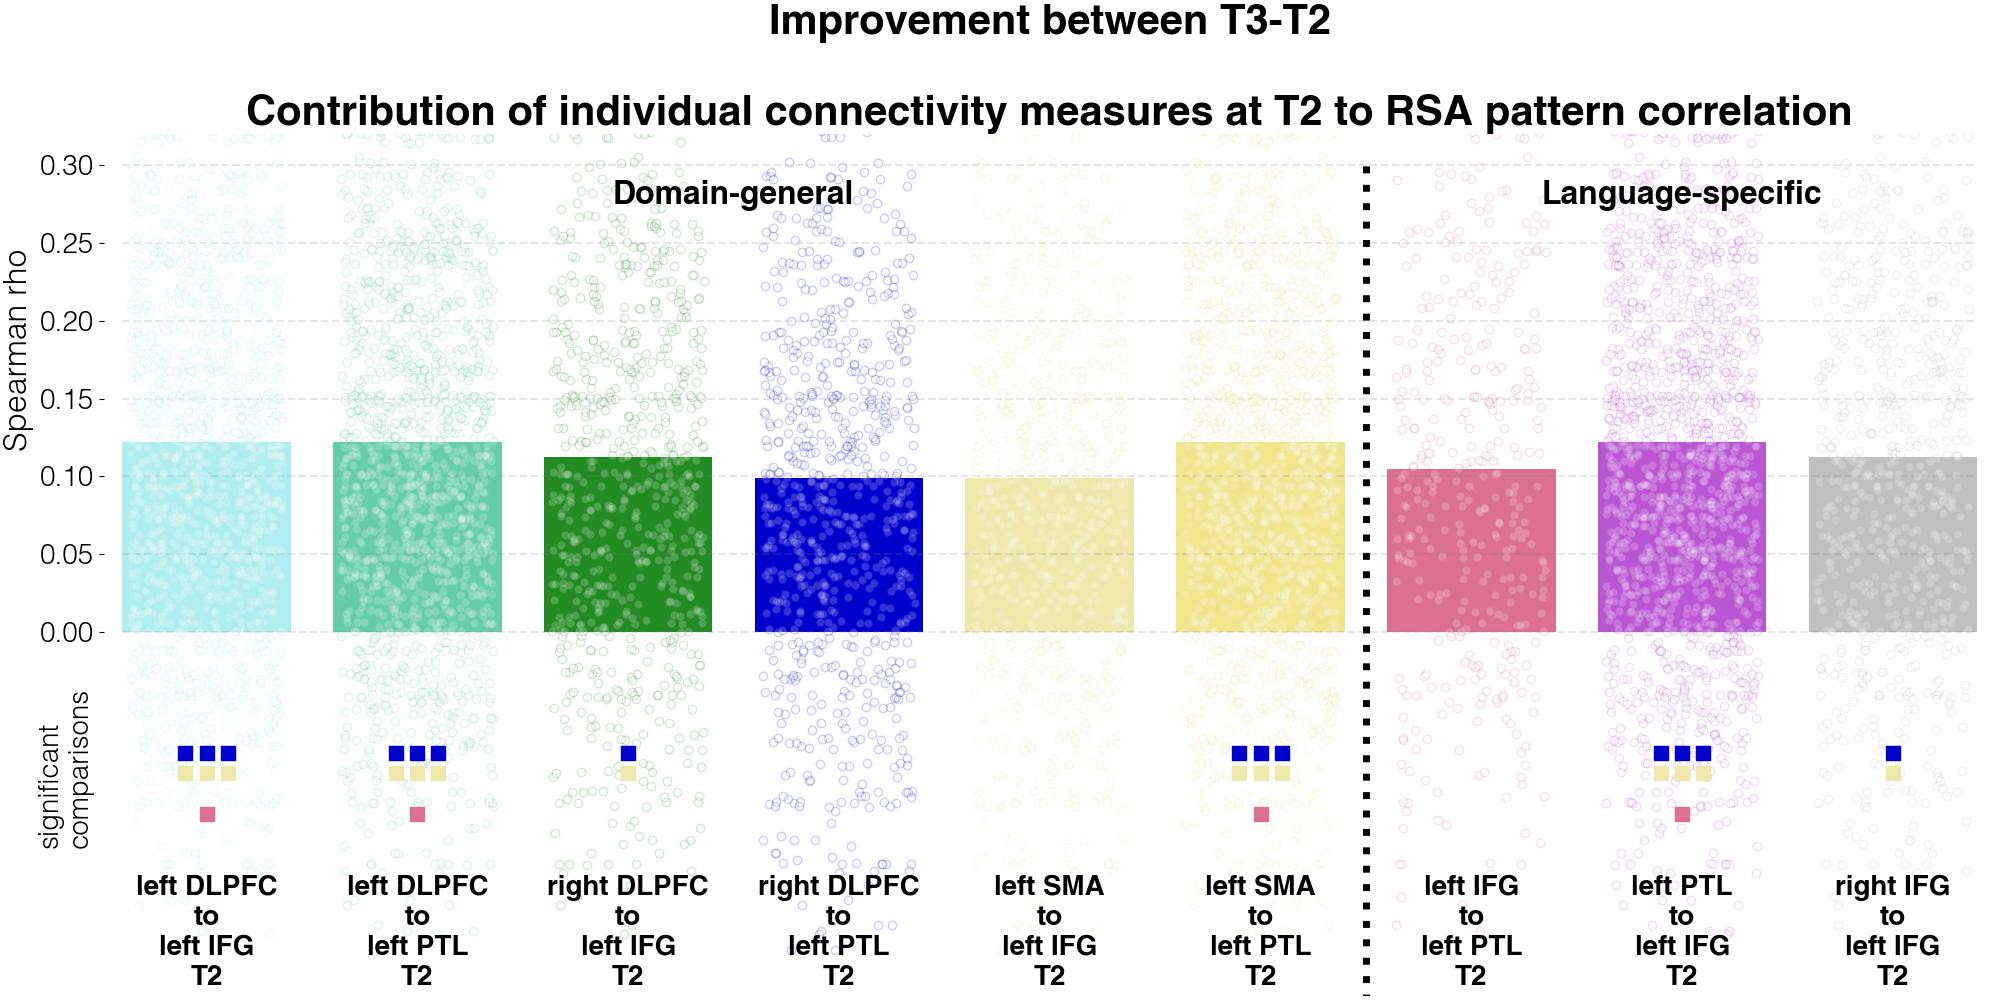 Improvement between T3-T2
Contribution of individual connectivity measures at T2 to RSA pattern correlation
Domain-general
Language-specific
Spearman rho
0.30
0.25
0.20
0.15
0.10
0.05
0.00
significant
comparisons
left DLPFC
to
left IFG
T2
left DLPFC
to
left PTL
T2
right DLPFC
to
left IFG
T2
right DLPFC
to
left PTL
T2
left SMA
to
left IFG
T2
left SMA
to
left PTL
T2
left IFG
to
left PTL
T2
left PTL
to
left IFG
T2
right IFG
to
left IFG
T2